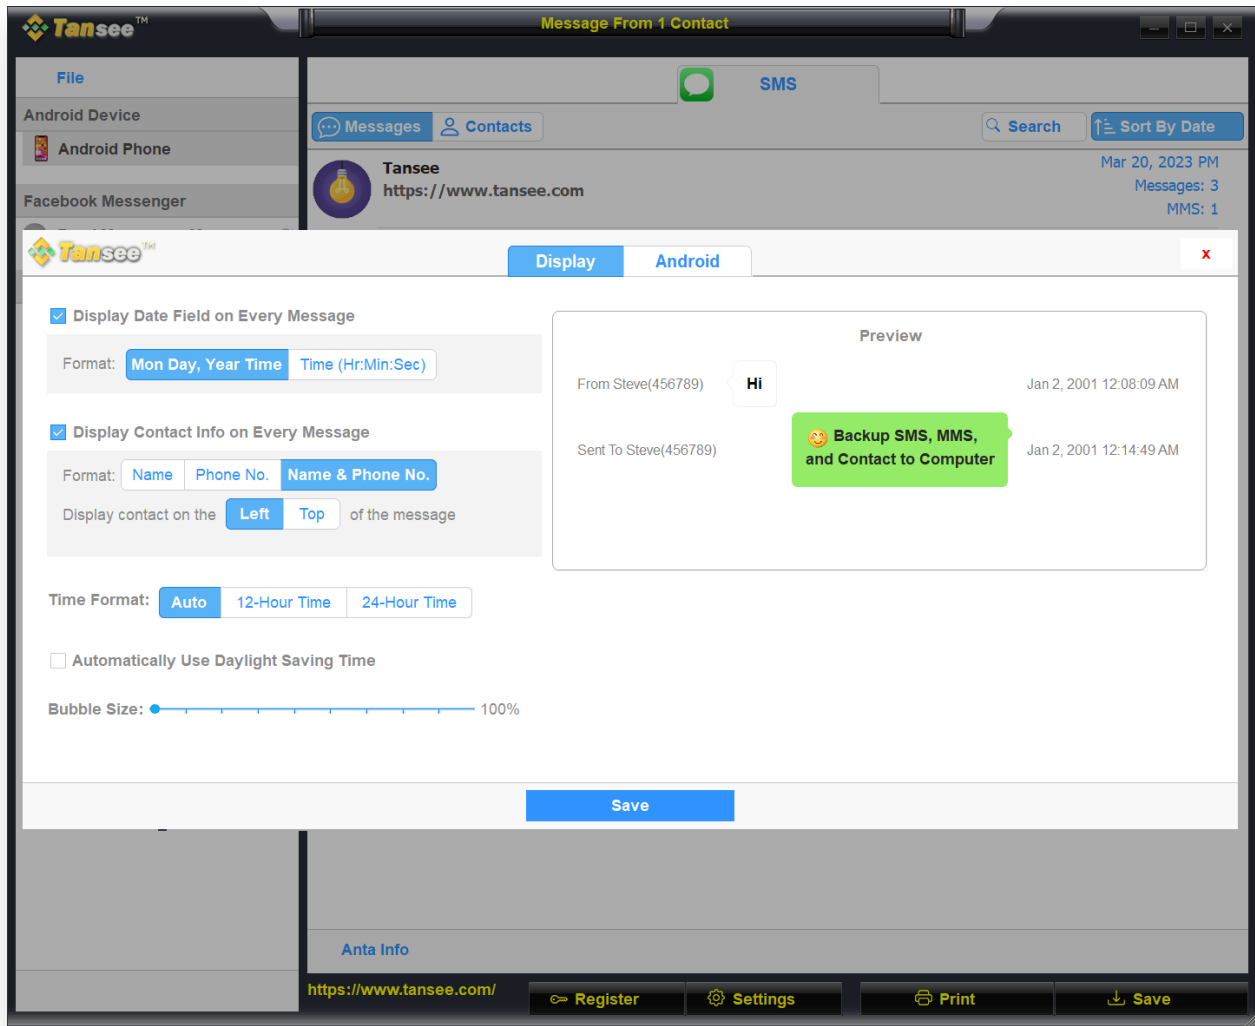 Tansee™
Message From 1 Contact
File
SMS
Android Device
Messages
Contacts
Search
Sort By Date
Android Phone
Tansee
https://www.tansee.com
Mar 20, 2023 PM
Messages: 3
MMS: 1
Facebook Messenger
Tansee™
Display
Android
x
Display Date Field on Every Message
Format: Mon Day, Year Time Time (Hr:Min:Sec)
Display Contact Info on Every Message
Format: Name Phone No. Name & Phone No.
Display contact on the Left Top of the message
Time Format: Auto 12-Hour Time 24-Hour Time
Automatically Use Daylight Saving Time
Bubble Size: 100%
Preview
From Steve(456789) Hi Jan 2, 2001 12:08:09 AM
Backup SMS, MMS,
and Contact to Computer
Sent To Steve(456789) Jan 2, 2001 12:14:49 AM
Save
Anta Info
https://www.tansee.com/
Register
Settings
Print
Save